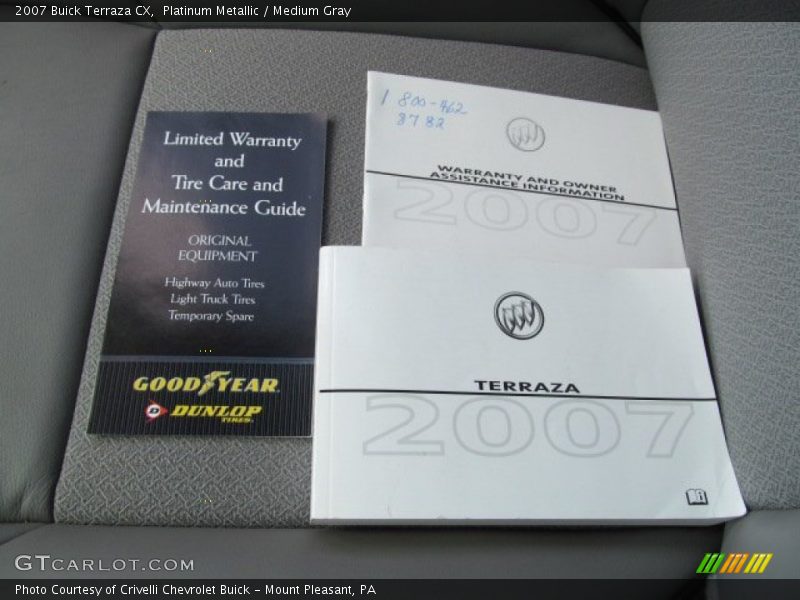 2007 Buick Terraza CX,  Platinum Metallic / Medium Gray
Limited Warranty
and
Tire Care and
Maintenance Guide
ORIGINAL
EQUIPMENT
Highway Auto Tires
Light Truck Tires
Temporary Spare
GOODYEAR
DUNLOP
TIRES
1 800-462
8782
WARRANTY AND OWNER
ASSISTANCE INFORMATION
2007
TERRAZA
2007
GTCARLOT.COM
Photo Courtesy of Crivelli Chevrolet Buick - Mount Pleasant, PA